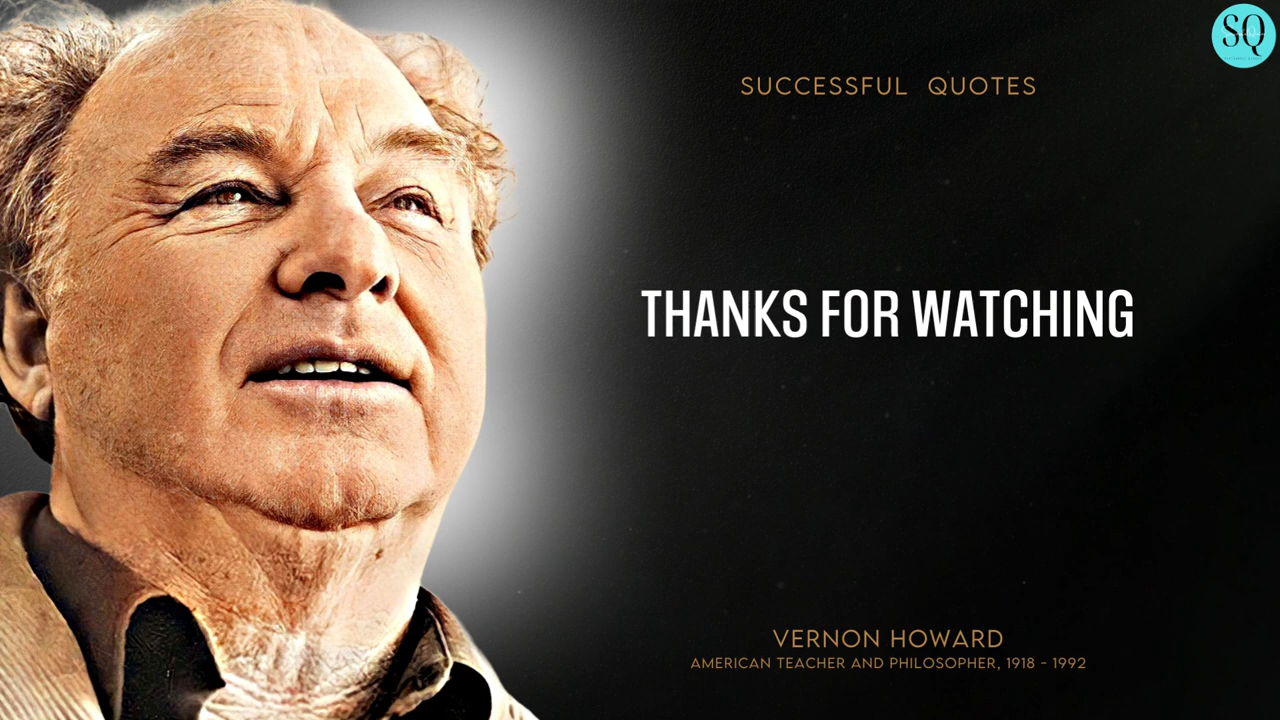 SQ
SUCCESSFUL QUOTES
THANKS FOR WATCHING
VERNON HOWARD
AMERICAN TEACHER AND PHILOSOPHER, 1918 - 1992